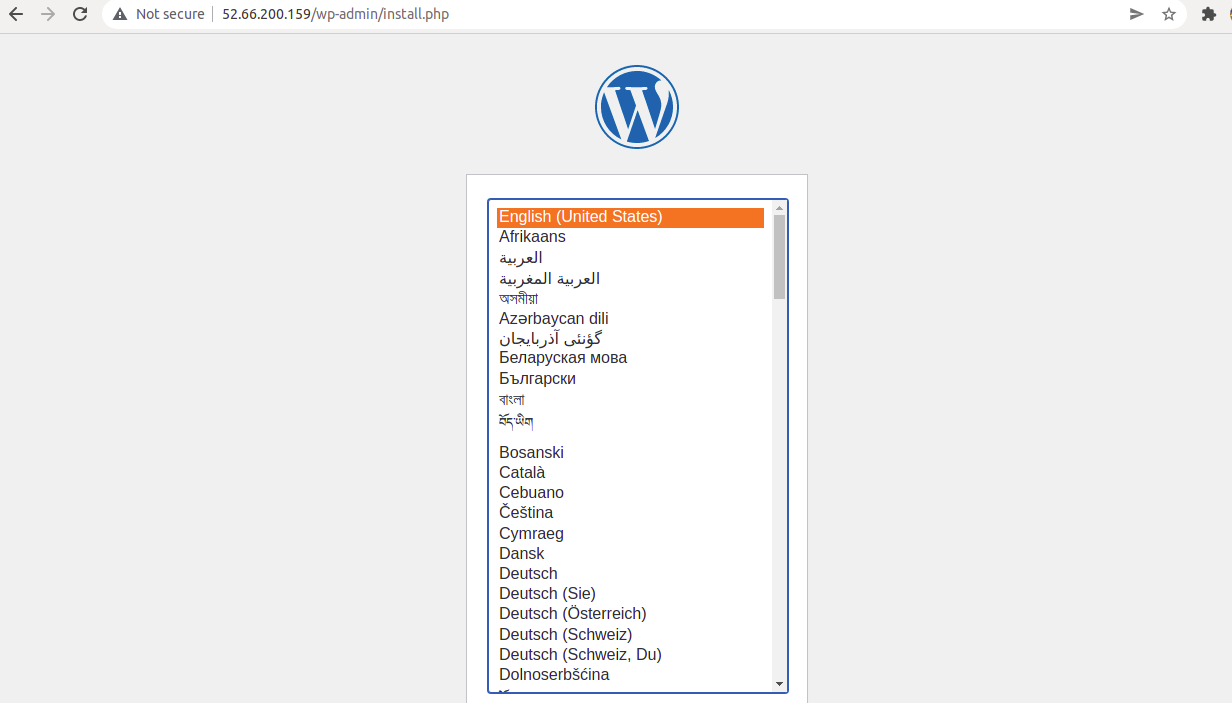 Not secure 52.66.200.159/wp-admin/install.php
English (United States)
Afrikaans
العربية
العربية المغربية
অসমীয়া
Azərbaycan dili
گؤنئی آذربایجان
Беларуская мова
Български
বাংলা
བོད་ཡིག
Bosanski
Català
Cebuano
Čeština
Cymraeg
Dansk
Deutsch
Deutsch (Sie)
Deutsch (Österreich)
Deutsch (Schweiz)
Deutsch (Schweiz, Du)
Dolnoserbšćina